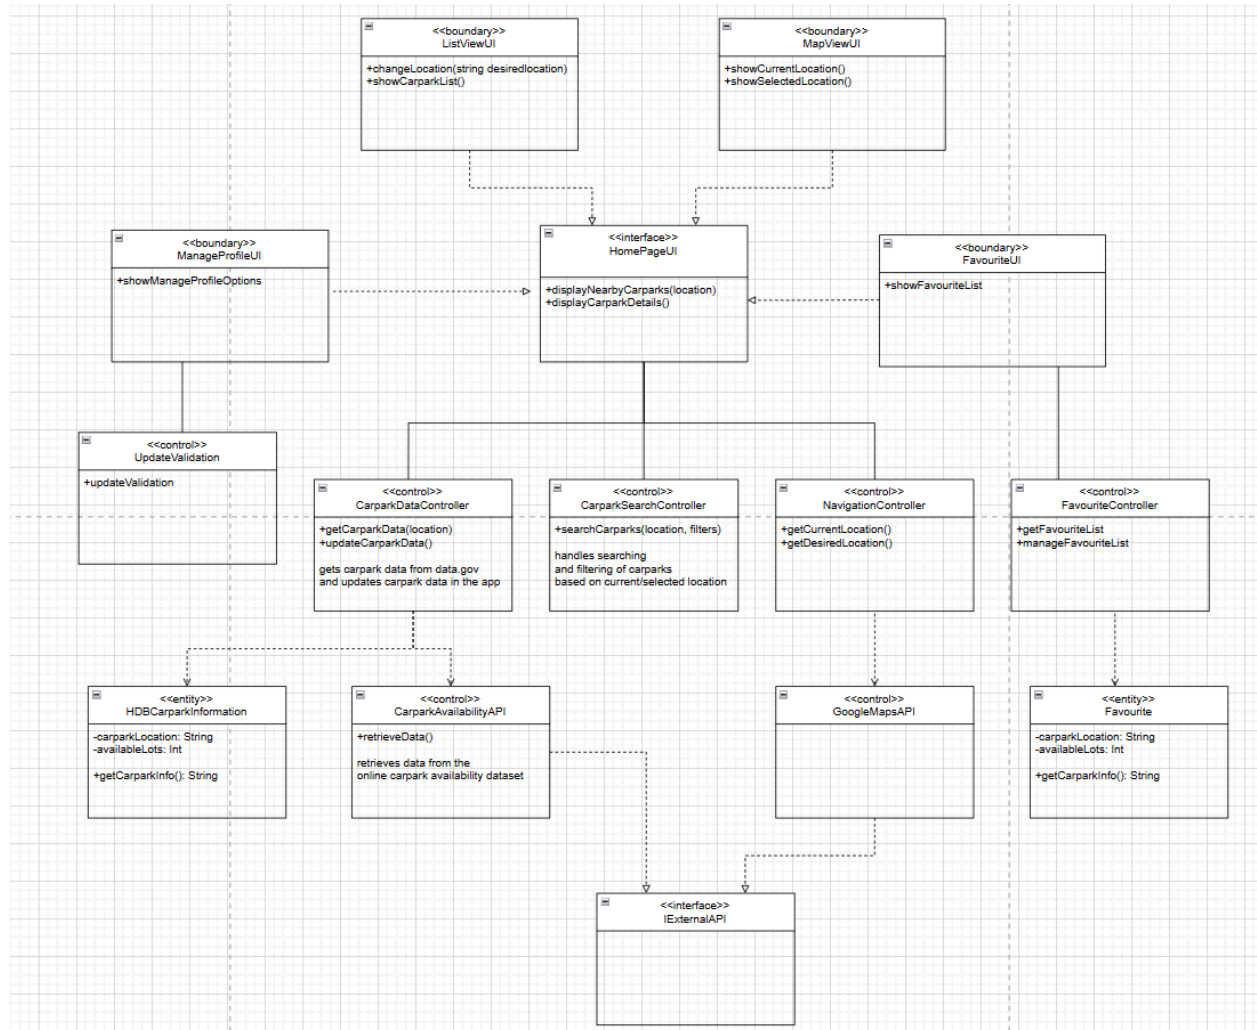 <<boundary>>
ListViewUI
+changeLocation(string desiredlocation)
+showCarparkList()
<<boundary>>
MapViewUI
+showCurrentLocation()
+showSelectedLocation()
<<boundary>>
ManageProfileUI
+showManageProfileOptions
<<interface>>
HomePageUI
+displayNearbyCarparks(location)
+displayCarparkDetails()
<<boundary>>
FavouriteUI
+showFavouriteList
<<control>>
UpdateValidation
+updateValidation
<<control>>
CarparkDataController
+getCarparkData(location)
+updateCarparkData()
gets carpark data from data.gov
and updates carpark data in the app
<<control>>
CarparkSearchController
+searchCarparks(location, filters)
handles searching
and filtering of carparks
based on current/selected location
<<control>>
NavigationController
+getCurrentLocation()
+getDesiredLocation()
<<control>>
FavouriteController
+getFavouriteList
+manageFavouriteList
<<entity>>
HDBCarparkInformation
-carparkLocation: String
-availableLots: Int
+getCarparkInfo(): String
<<control>>
CarparkAvailabilityAPI
+retrieveData()
retrieves data from the
online carpark availability dataset
<<control>>
GoogleMapsAPI
<<entity>>
Favourite
-carparkLocation: String
-availableLots: Int
+getCarparkInfo(): String
<<interface>>
IExternalAPI